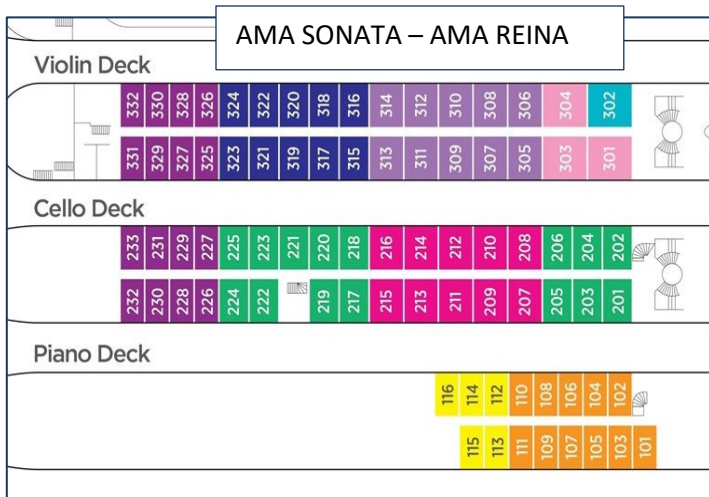 AMA SONATA – AMA REINA
Violin Deck
332 330 328 326 324 322 320 318 316 314 312 310 308 306 304 302
331 329 327 325 323 321 319 317 315 313 311 309 307 305 303 301
Cello Deck
233 231 229 227 225 223 221 220 218 216 214 212 210 208 206 204 202
232 230 228 226 224 222 219 217 215 213 211 209 207 205 203 201
Piano Deck
116 114 112 110 108 106 104 102
115 113 111 109 107 105 103 101